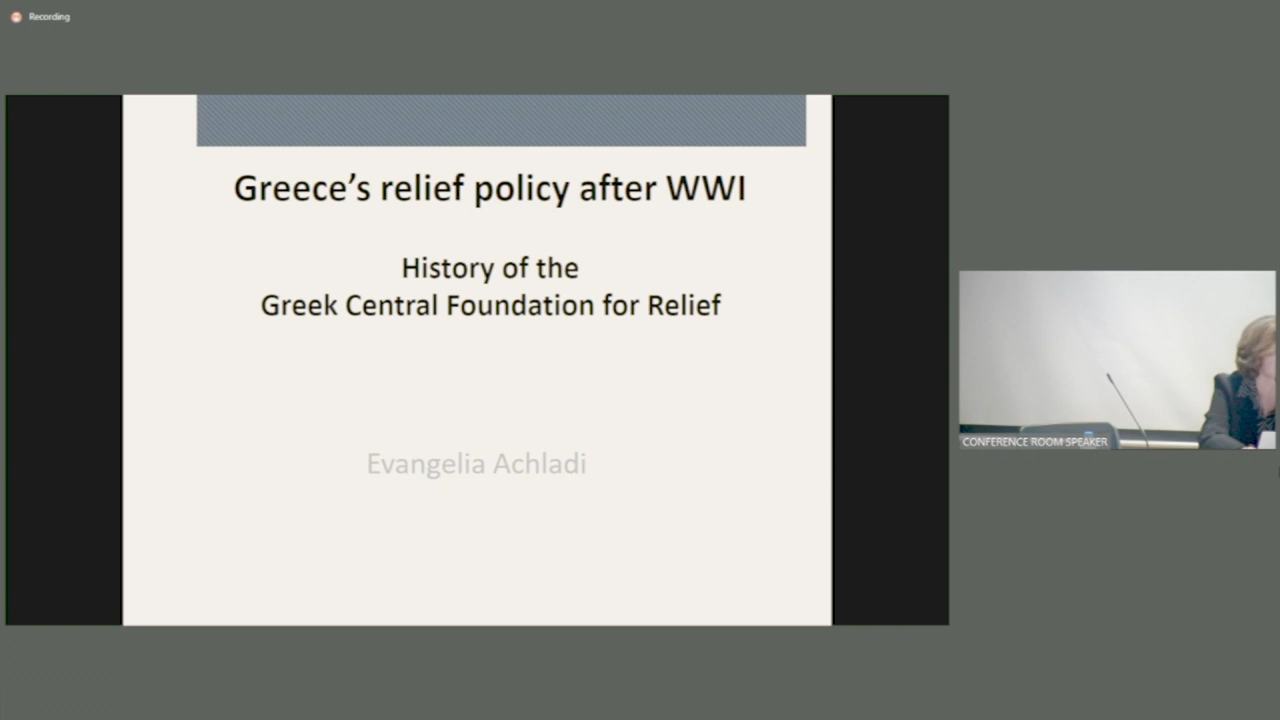 Recording
Greece's relief policy after WWI
History of the
Greek Central Foundation for Relief
Evangelia Achladi
CONFERENCE ROOM SPEAKER